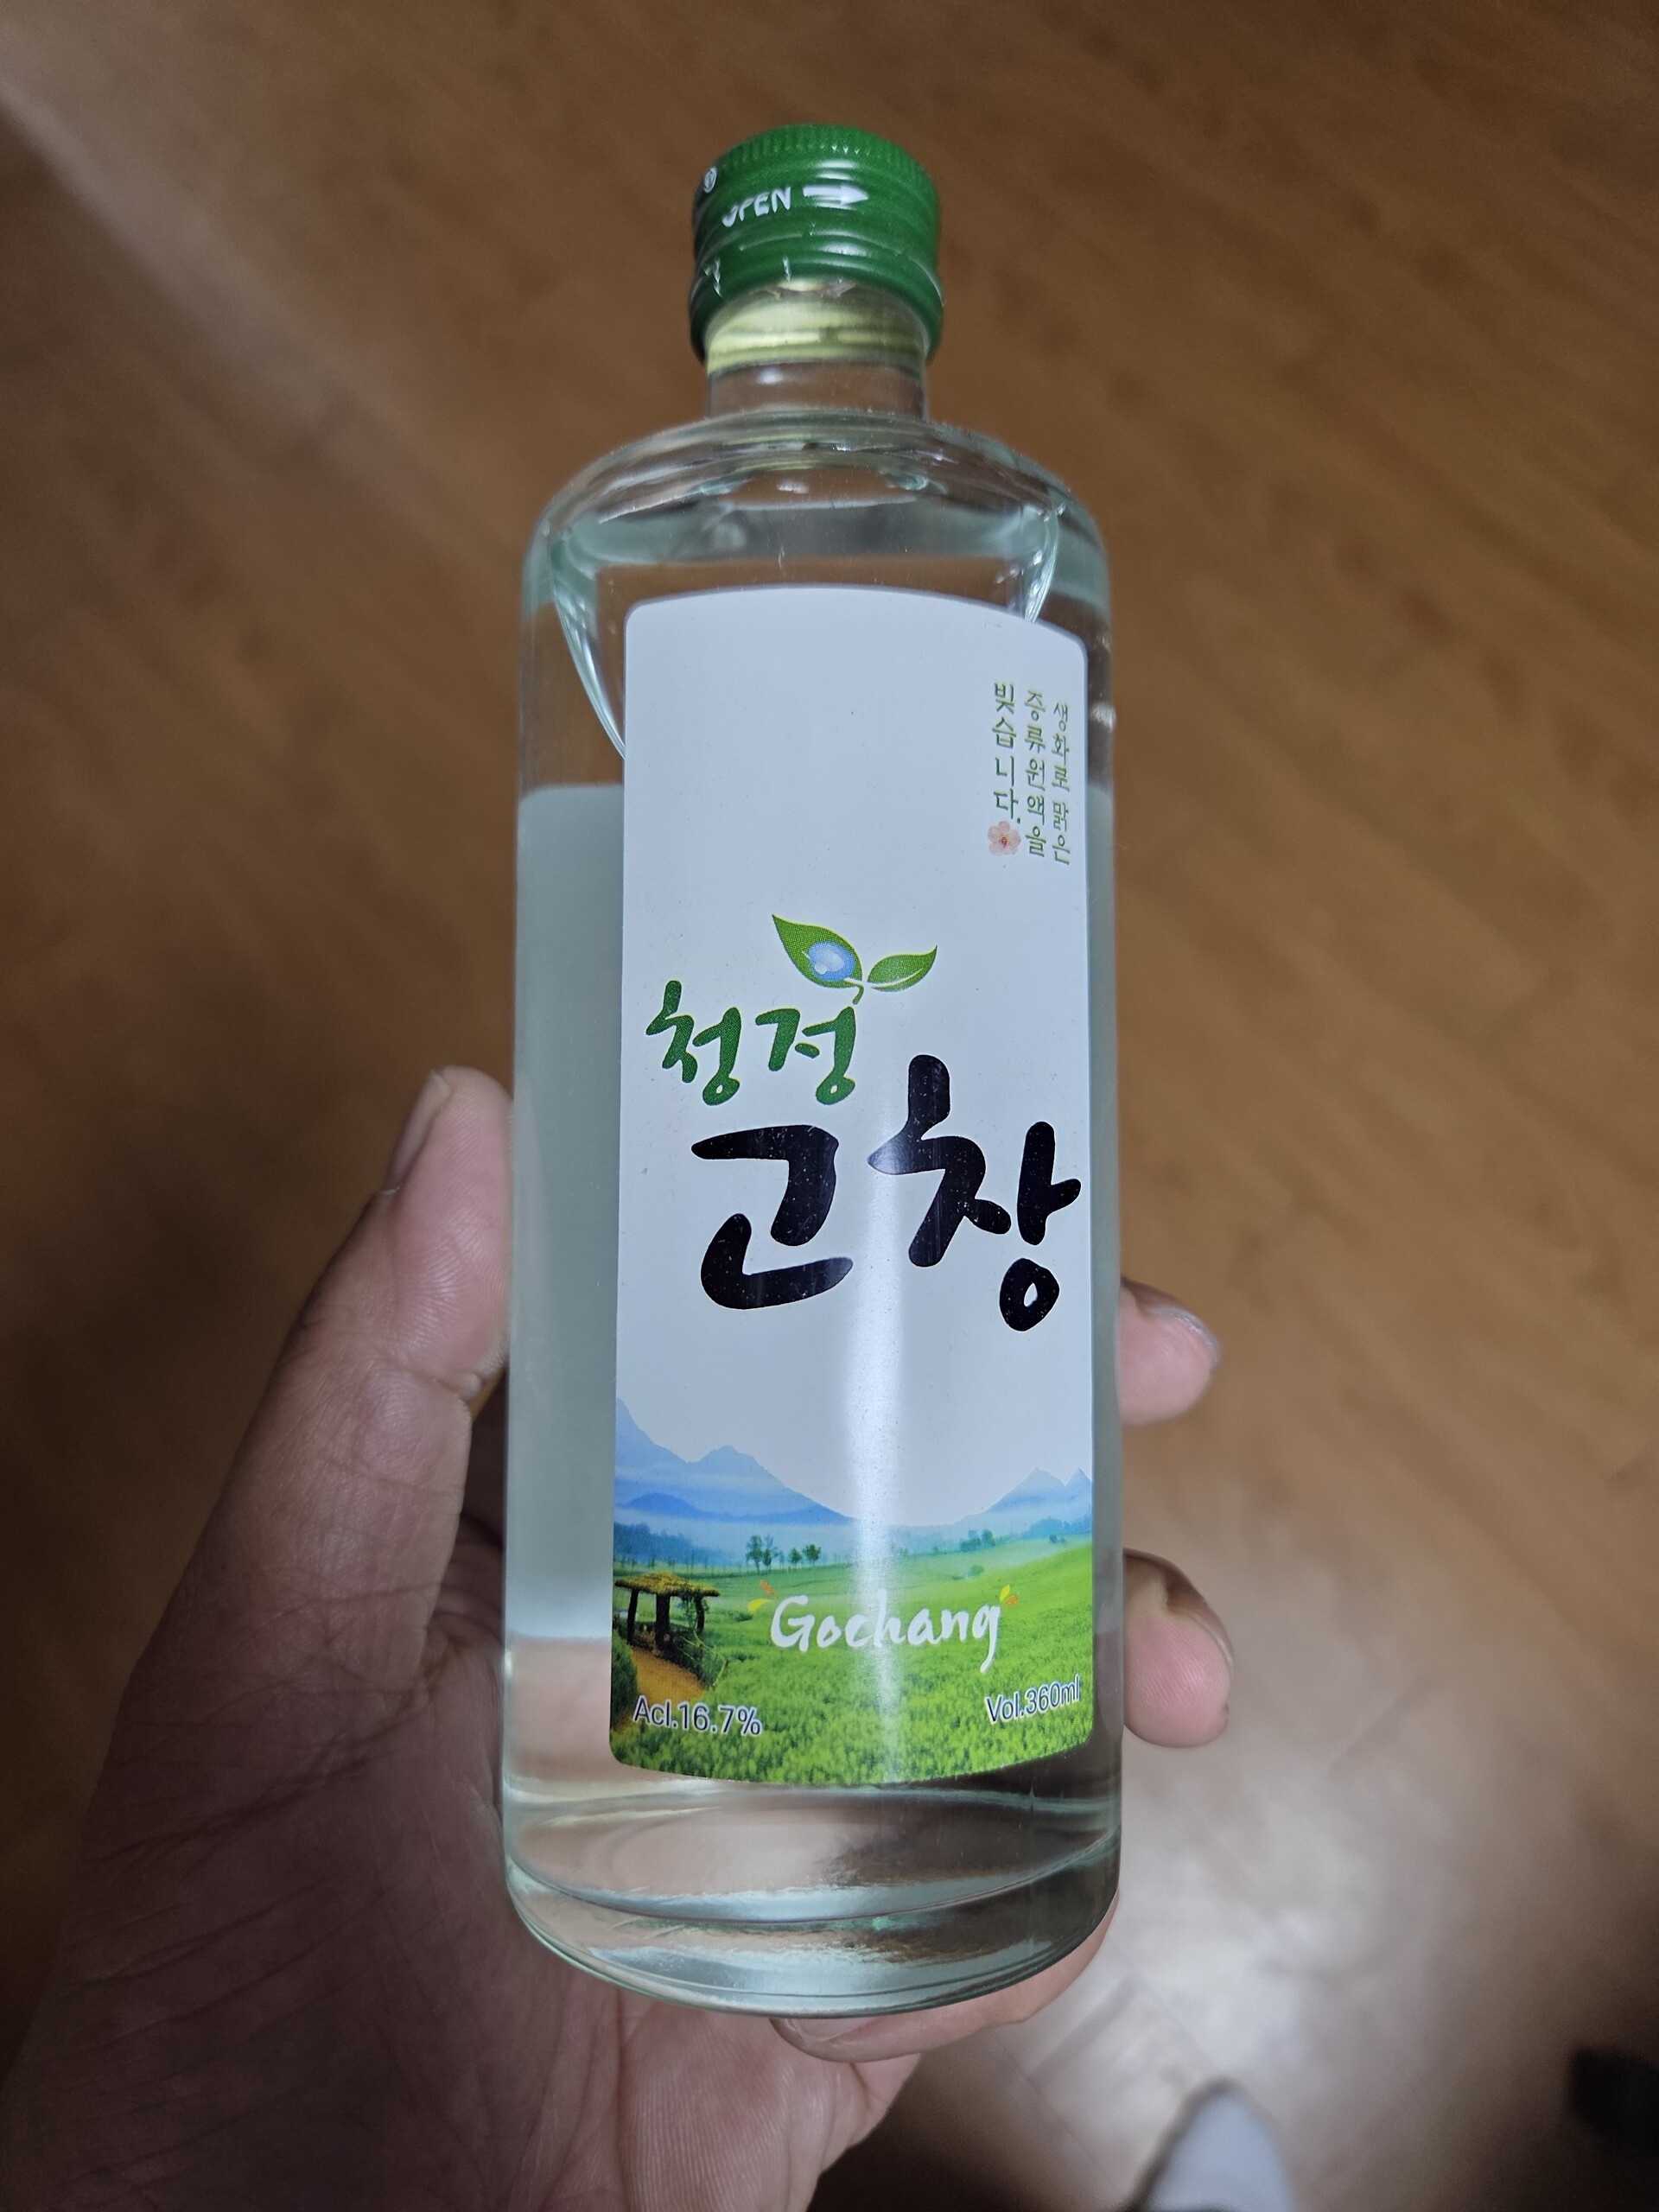 OPEN
생화로 맑은
증류원액을
빚습니다.
청정
고창
Gochang
Acl.16.7%
Vol.360ml